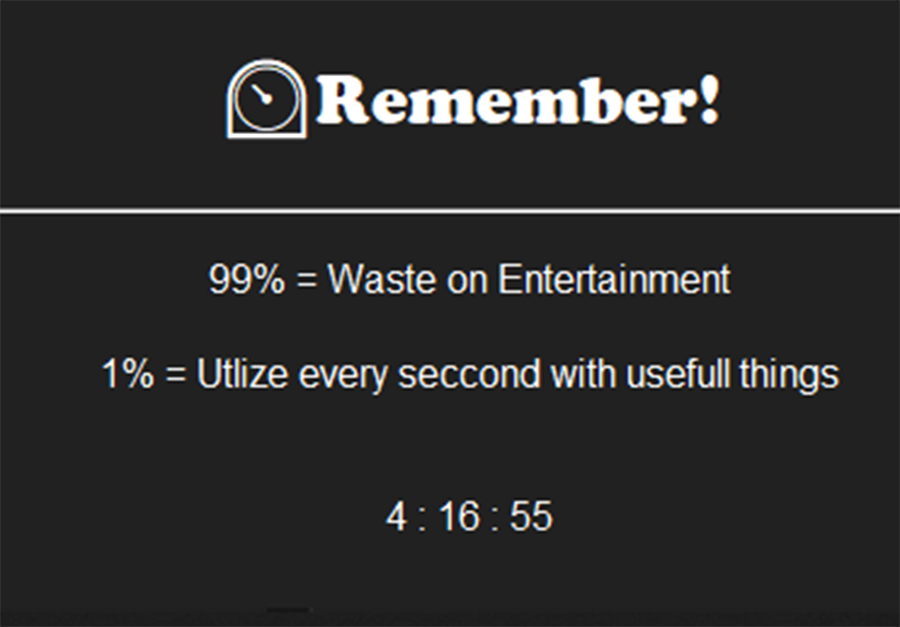 Remember!
99% = Waste on Entertainment
1% = Utlize every seccond with usefull things
4 : 16 : 55